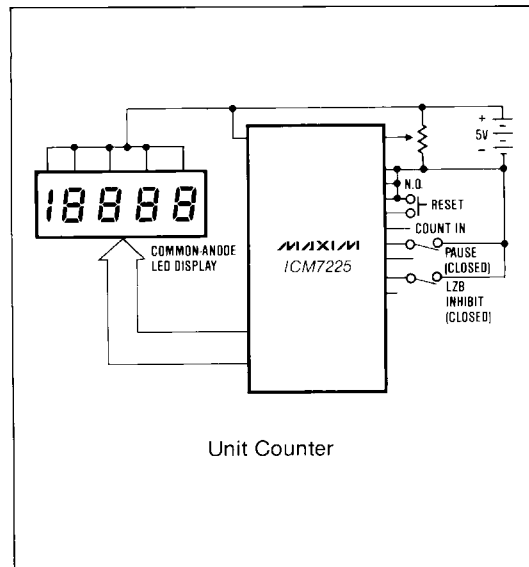 +
5V
−
N.O.
RESET
18888
COUNT IN
COMMON-ANODE
LED DISPLAY
MAXIM
ICM7225
PAUSE
(CLOSED)
LZB
INHIBIT
(CLOSED)
Unit Counter